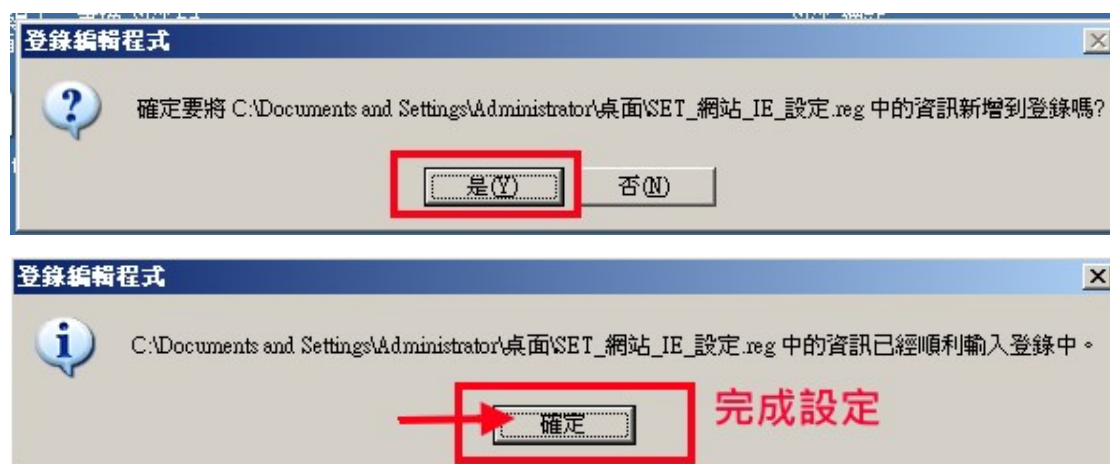 登錄編輯程式
確定要將 C:\Documents and Settings\Administrator\桌面\SET_網站_IE_設定.reg 中的資訊新增到登錄嗎?
是(Y) 否(N)
登錄編輯程式
C:\Documents and Settings\Administrator\桌面\SET_網站_IE_設定.reg 中的資訊已經順利輸入登錄中。
確定 完成設定